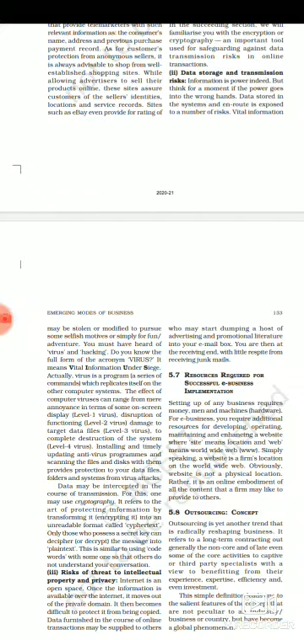 that provide telemarketers with such
relevant information as the consumer's
name, address and previous purchase
payment record. As for customer's
protection from anonymous sellers, it
is always advisable to shop from well-
established shopping sites. While
allowing advertisers to sell their
products online, these sites assure
customers of the sellers' identities,
locations and service records. Sites
such as eBay even provide for rating of
in the succeeding section, we will
familiarise you with the encryption or
cryptography — an important tool
used for safeguarding against data
transmission risks in online
transactions.
(ii) Data storage and transmission
risks: Information is power indeed. But
think for a moment if the power goes
into the wrong hands. Data stored in
the systems and en-route is exposed
to a number of risks. Vital information
2020-21
EMERGING MODES OF BUSINESS
133
may be stolen or modified to pursue
some selfish motives or simply for fun/
adventure. You must have heard of
'virus' and 'hacking'. Do you know the
full form of the acronym 'VIRUS?' It
means Vital Information Under Siege.
Actually, virus is a program (a series of
commands) which replicates itself on the
other computer systems. The effect of
computer viruses can range from mere
annoyance in terms of some on-screen
display (Level-1 virus), disruption of
functioning (Level-2 virus) damage to
target data files (Level-3 virus), to
complete destruction of the system
(Level-4 virus). Installing and timely
updating anti-virus programmes and
scanning the files and disks with them
provides protection to your data files,
folders and systems from virus attacks.
Data may be intercepted in the
course of transmission. For this, one
may use cryptography. It refers to the
art of protecting information by
transforming it (encrypting it) into an
unreadable format called 'cyphertext'.
Only those who possess a secret key can
decipher (or decrypt) the message into
'plaintext'. This is similar to using 'code
words' with some one so that others do
not understand your conversation.
(iii) Risks of threat to intellectual
property and privacy: Internet is an
open space. Once the information is
available over the internet, it moves out
of the private domain. It then becomes
difficult to protect it from being copied.
Data furnished in the course of online
transactions may be supplied to others
who may start dumping a host of
advertising and promotional literature
into your e-mail box. You are then at
the receiving end, with little respite from
receiving junk mails.
5.7 RESOURCES REQUIRED FOR
SUCCESSFUL E-BUSINESS
IMPLEMENTATION
Setting up of any business requires
money, men and machines (hardware).
For e-business, you require additional
resources for developing, operating,
maintaining and enhancing a website
where 'site' means location and 'web'
means world wide web (www). Simply
speaking, a website is a firm's location
on the world wide web. Obviously,
website is not a physical location.
Rather, it is an online embodiment of
all the content that a firm may like to
provide to others.
5.8 OUTSOURCING: CONCEPT
Outsourcing is yet another trend that
is radically reshaping business. It
refers to a long-term contracting out
generally the non-core and of late even
some of the core activities to captive
or third party specialists with a
view to benefitting from their
experience, expertise, efficiency and,
even investment.
This simple definition
the salient features of the concept that
are not peculiar to
business or country, but have become
a global phenomenon.